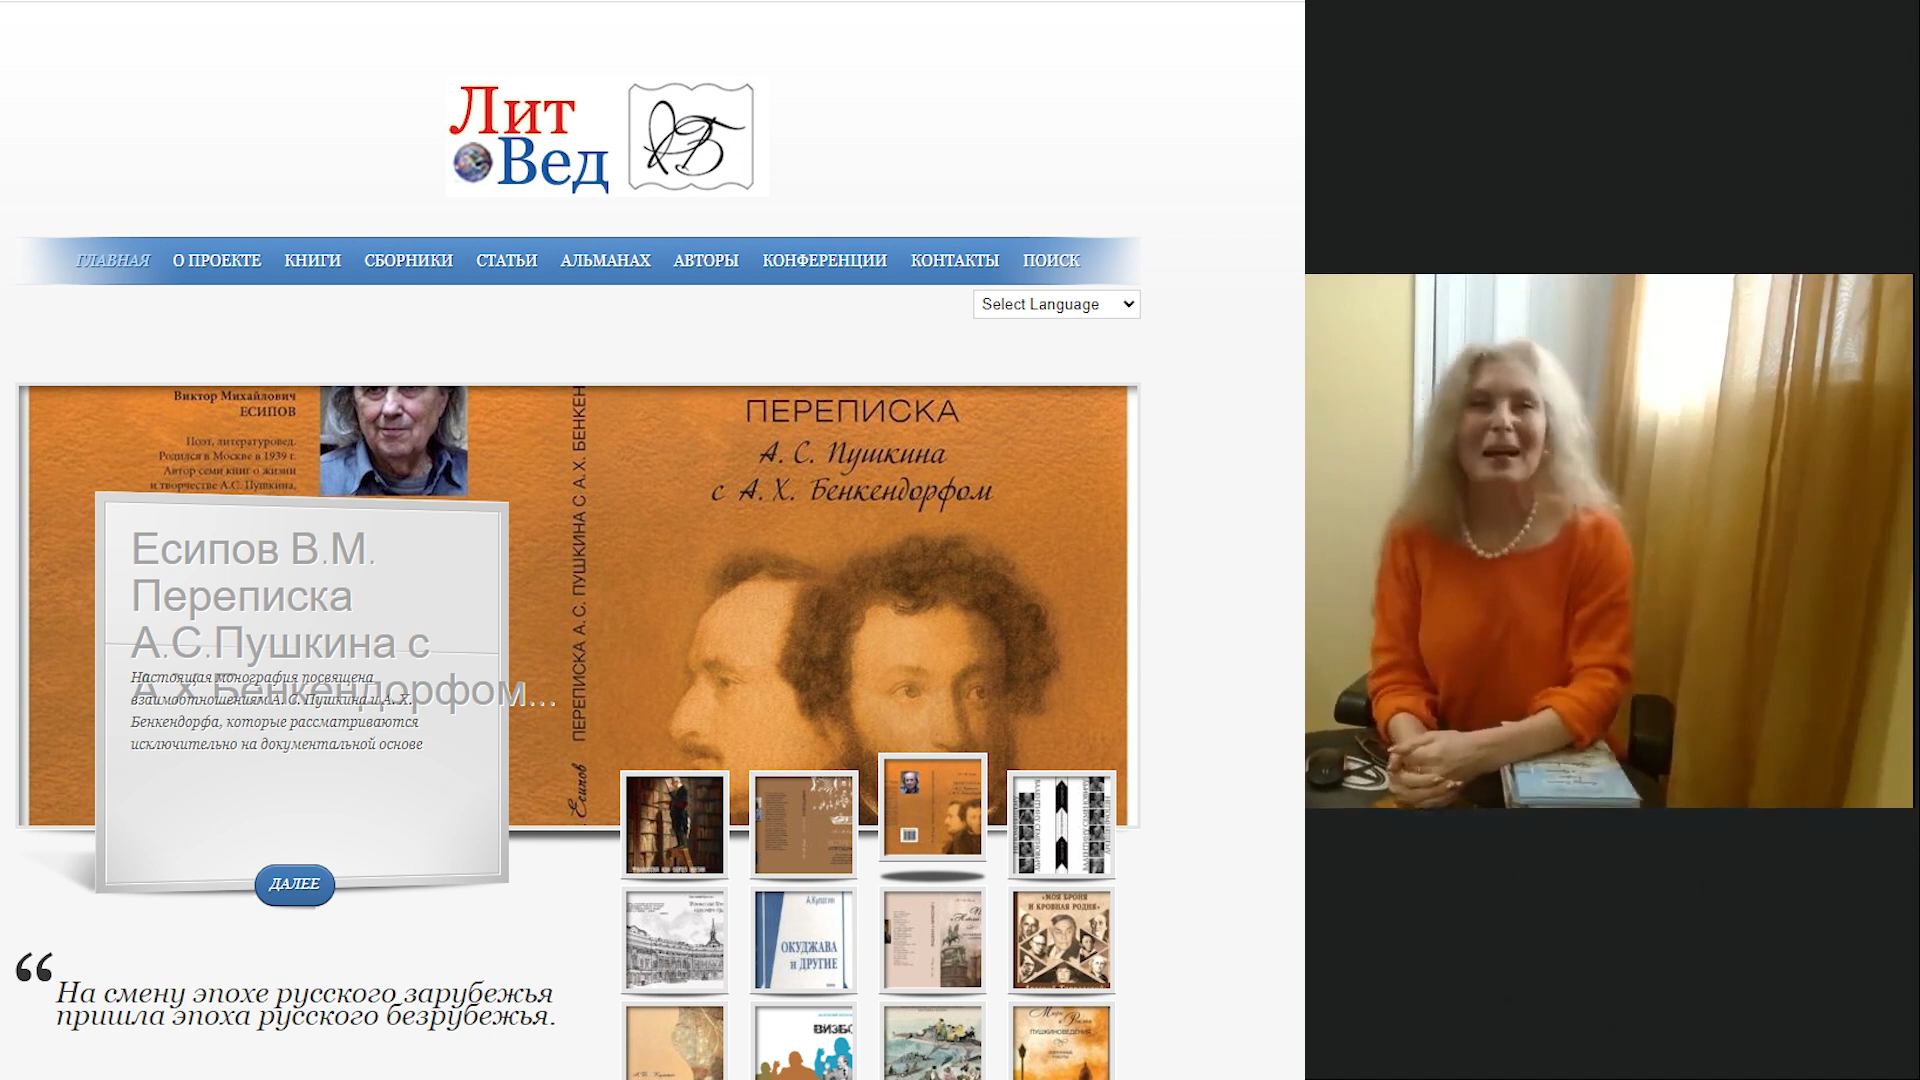 Лит
Вед
ГЛАВНАЯ О ПРОЕКТЕ КНИГИ СБОРНИКИ СТАТЬИ АЛЬМАНАХ АВТОРЫ КОНФЕРЕНЦИИ КОНТАКТЫ ПОИСК
Select Language
Виктор Михайлович
ЕСИПОВ
Поэт, литературовед.
Родился в Москве в 1939 г.
Автор семи книг о жизни
и творчестве А.С. Пушкина,
ПЕРЕПИСКА А. С. ПУШКИНА С А. Х. БЕНКЕН
Есипов
ПЕРЕПИСКА
А. С. Пушкина
с А. Х. Бенкендорфом
Есипов В.М.
Переписка
А.С.Пушкина с
А.Х.Бенкендорфом...
Настоящая монография посвящена
взаимоотношениям А. С. Пушкина и А. Х.
Бенкендорфа, которые рассматриваются
исключительно на документальной основе
ДАЛЕЕ
А.Кулагин
ОКУДЖАВА
И ДРУГИЕ
«МОЯ БРОНЯ
И КРОВНАЯ РОДНЯ»
ВИЗБО
ПУШКИНОВЕДЕНИЯ
“ На смену эпохе русского зарубежья
пришла эпоха русского безрубежья.